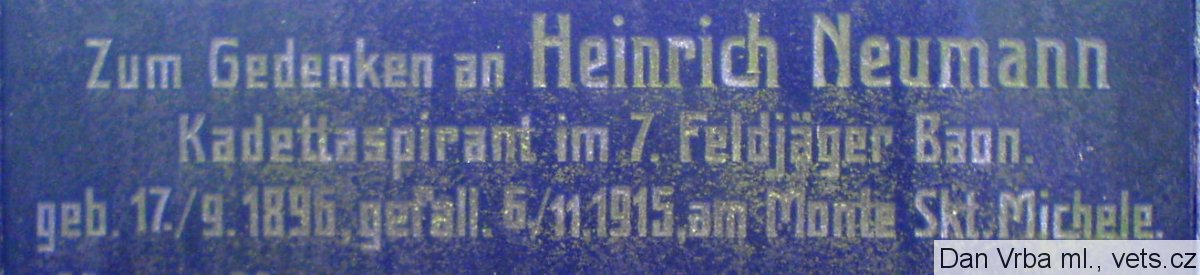 Zum Gedenken an Heinrich Neumann
Kadettaspirant im 7. Feldjäger Baon.
geb. 17./9. 1896, gefall. 6/11.1915, am Monte Skt. Michele.
Dan Vrba ml., vets.cz